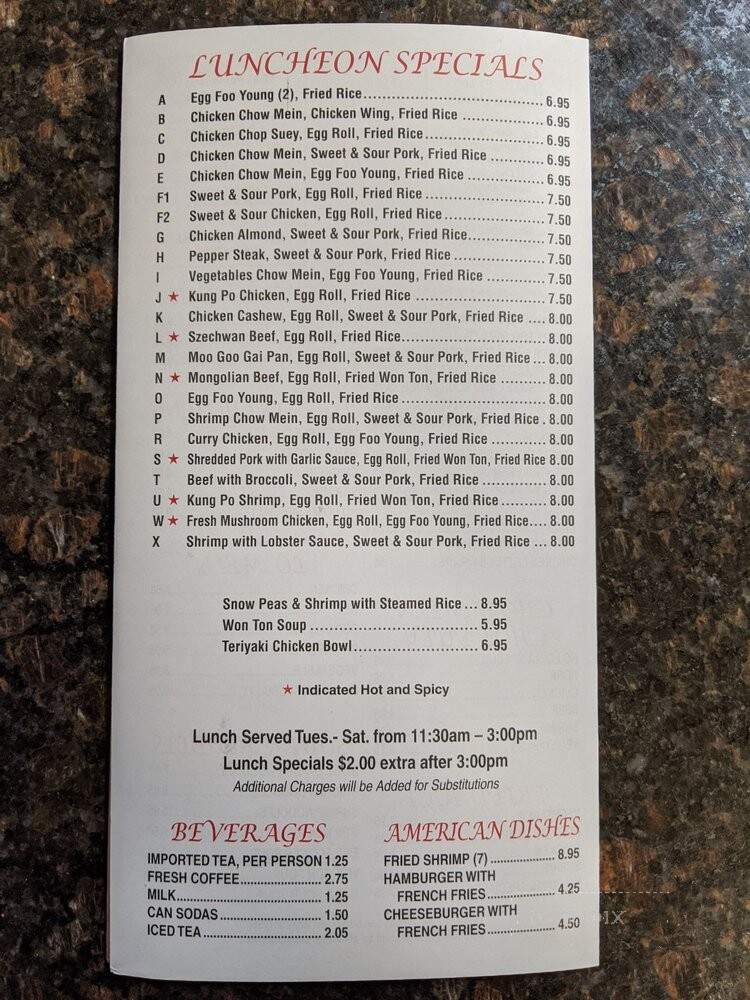 LUNCHEON SPECIALS
A Egg Foo Young (2), Fried Rice........................................ 6.95
B Chicken Chow Mein, Chicken Wing, Fried Rice .................. 6.95
C Chicken Chop Suey, Egg Roll, Fried Rice........................... 6.95
D Chicken Chow Mein, Sweet & Sour Pork, Fried Rice ............ 6.95
E Chicken Chow Mein, Egg Foo Young, Fried Rice ................. 6.95
F1 Sweet & Sour Pork, Egg Roll, Fried Rice ........................... 7.50
F2 Sweet & Sour Chicken, Egg Roll, Fried Rice ...................... 7.50
G Chicken Almond, Sweet & Sour Pork, Fried Rice................. 7.50
H Pepper Steak, Sweet & Sour Pork, Fried Rice .................... 7.50
I Vegetables Chow Mein, Egg Foo Young, Fried Rice ............. 7.50
J ★ Kung Po Chicken, Egg Roll, Fried Rice ............................. 7.50
K Chicken Cashew, Egg Roll, Sweet & Sour Pork, Fried Rice .... 8.00
L ★ Szechwan Beef, Egg Roll, Fried Rice................................ 8.00
M Moo Goo Gai Pan, Egg Roll, Sweet & Sour Pork, Fried Rice ... 8.00
N ★ Mongolian Beef, Egg Roll, Fried Won Ton, Fried Rice .......... 8.00
O Egg Foo Young, Egg Roll, Fried Rice ................................ 8.00
P Shrimp Chow Mein, Egg Roll, Sweet & Sour Pork, Fried Rice . 8.00
R Curry Chicken, Egg Roll, Egg Foo Young, Fried Rice ............ 8.00
S ★ Shredded Pork with Garlic Sauce, Egg Roll, Fried Won Ton, Fried Rice 8.00
T Beef with Broccoli, Sweet & Sour Pork, Fried Rice .............. 8.00
U ★ Kung Po Shrimp, Egg Roll, Fried Won Ton, Fried Rice .......... 8.00
W ★ Fresh Mushroom Chicken, Egg Roll, Egg Foo Young, Fried Rice.... 8.00
X Shrimp with Lobster Sauce, Sweet & Sour Pork, Fried Rice ... 8.00
Snow Peas & Shrimp with Steamed Rice ... 8.95
Won Ton Soup ...................................... 5.95
Teriyaki Chicken Bowl............................ 6.95
★ Indicated Hot and Spicy
Lunch Served Tues.- Sat. from 11:30am – 3:00pm
Lunch Specials $2.00 extra after 3:00pm
Additional Charges will be Added for Substitutions
BEVERAGES
IMPORTED TEA, PER PERSON 1.25
FRESH COFFEE...................... 2.75
MILK....................................... 1.25
CAN SODAS ........................... 1.50
ICED TEA ................................ 2.05
AMERICAN DISHES
FRIED SHRIMP (7) ................... 8.95
HAMBURGER WITH
FRENCH FRIES.................... 4.25
CHEESEBURGER WITH
FRENCH FRIES.................... 4.50